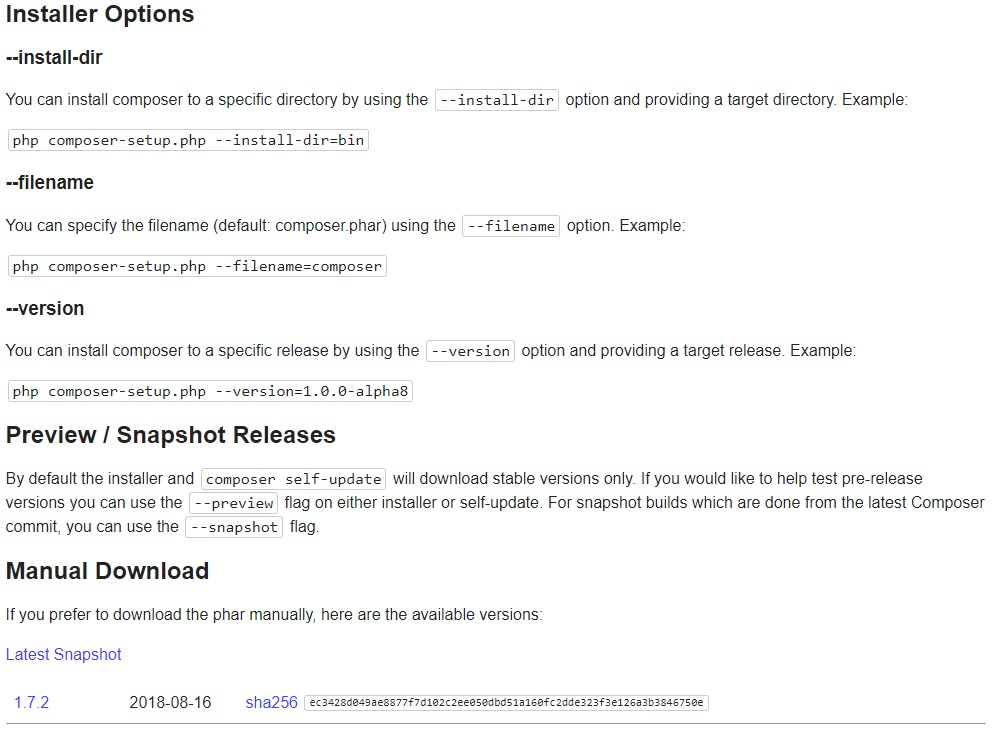 Installer Options
--install-dir
You can install composer to a specific directory by using the --install-dir option and providing a target directory. Example:
php composer-setup.php --install-dir=bin
--filename
You can specify the filename (default: composer.phar) using the --filename option. Example:
php composer-setup.php --filename=composer
--version
You can install composer to a specific release by using the --version option and providing a target release. Example:
php composer-setup.php --version=1.0.0-alpha8
Preview / Snapshot Releases
By default the installer and composer self-update will download stable versions only. If you would like to help test pre-release
versions you can use the --preview flag on either installer or self-update. For snapshot builds which are done from the latest Composer
commit, you can use the --snapshot flag.
Manual Download
If you prefer to download the phar manually, here are the available versions:
Latest Snapshot
1.7.2 2018-08-16 sha256 ec3428d049ae8877f7d102c2ee050dbd51a160fc2dde323f3e126a3b3846750e